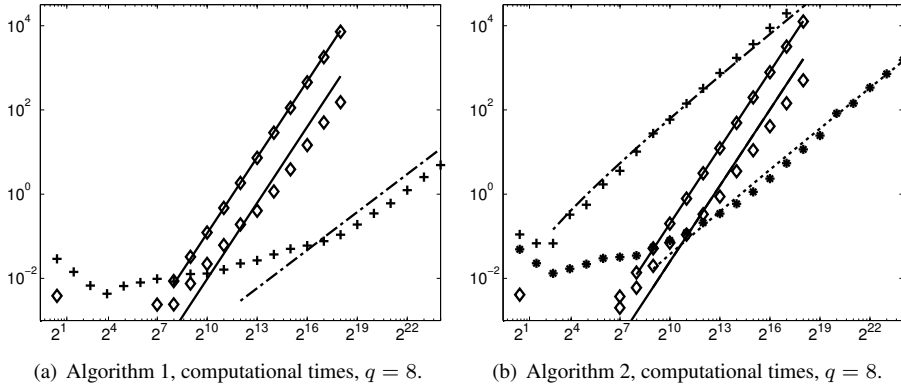 10^4
10^2
10^0
10^-2
2^1 2^4 2^7 2^10 2^13 2^16 2^19 2^22
(a) Algorithm 1, computational times, q = 8.
10^4
10^2
10^0
10^-2
2^1 2^4 2^7 2^10 2^13 2^16 2^19 2^22
(b) Algorithm 2, computational times, q = 8.